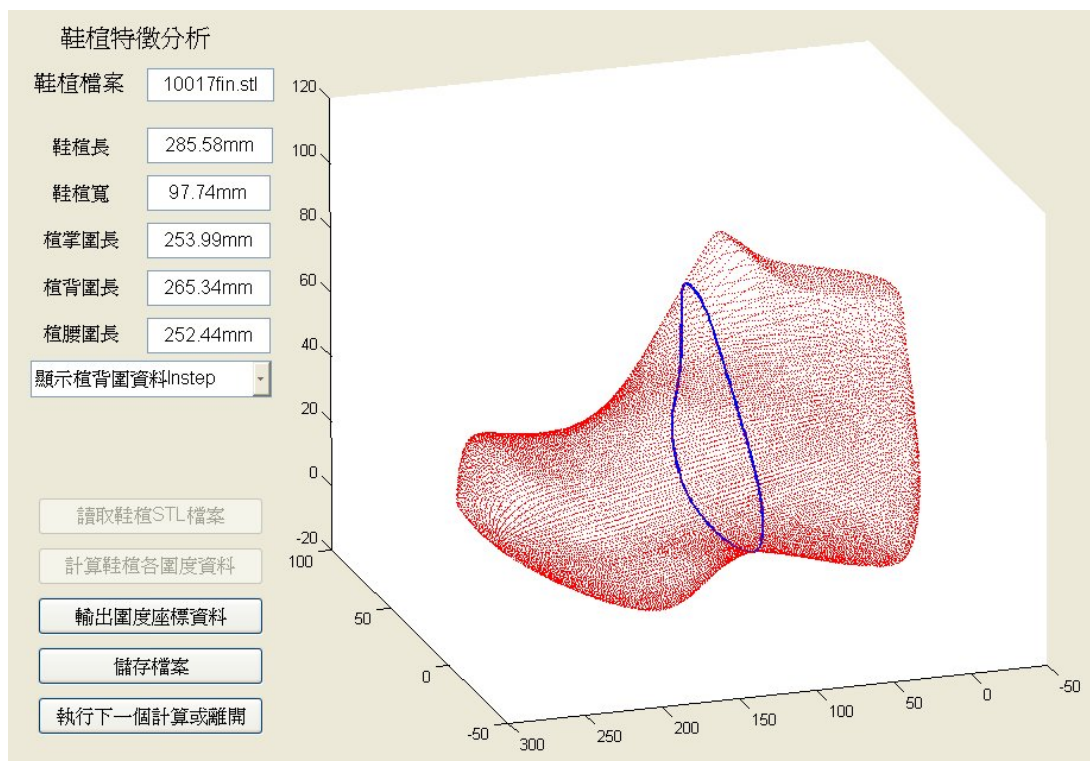 鞋楦特徵分析
鞋楦檔案 10017fin.stl
鞋楦長 285.58mm
鞋楦寬 97.74mm
楦掌圍長 253.99mm
楦背圍長 265.34mm
楦腰圍長 252.44mm
顯示楦背圍資料Instep
讀取鞋楦STL檔案
計算鞋楦各圍度資料
輸出圍度座標資料
儲存檔案
執行下一個計算或離開
120
100
80
60
40
20
0
-20
100
50
0
-50
300
250
200
150
100
50
0
-50